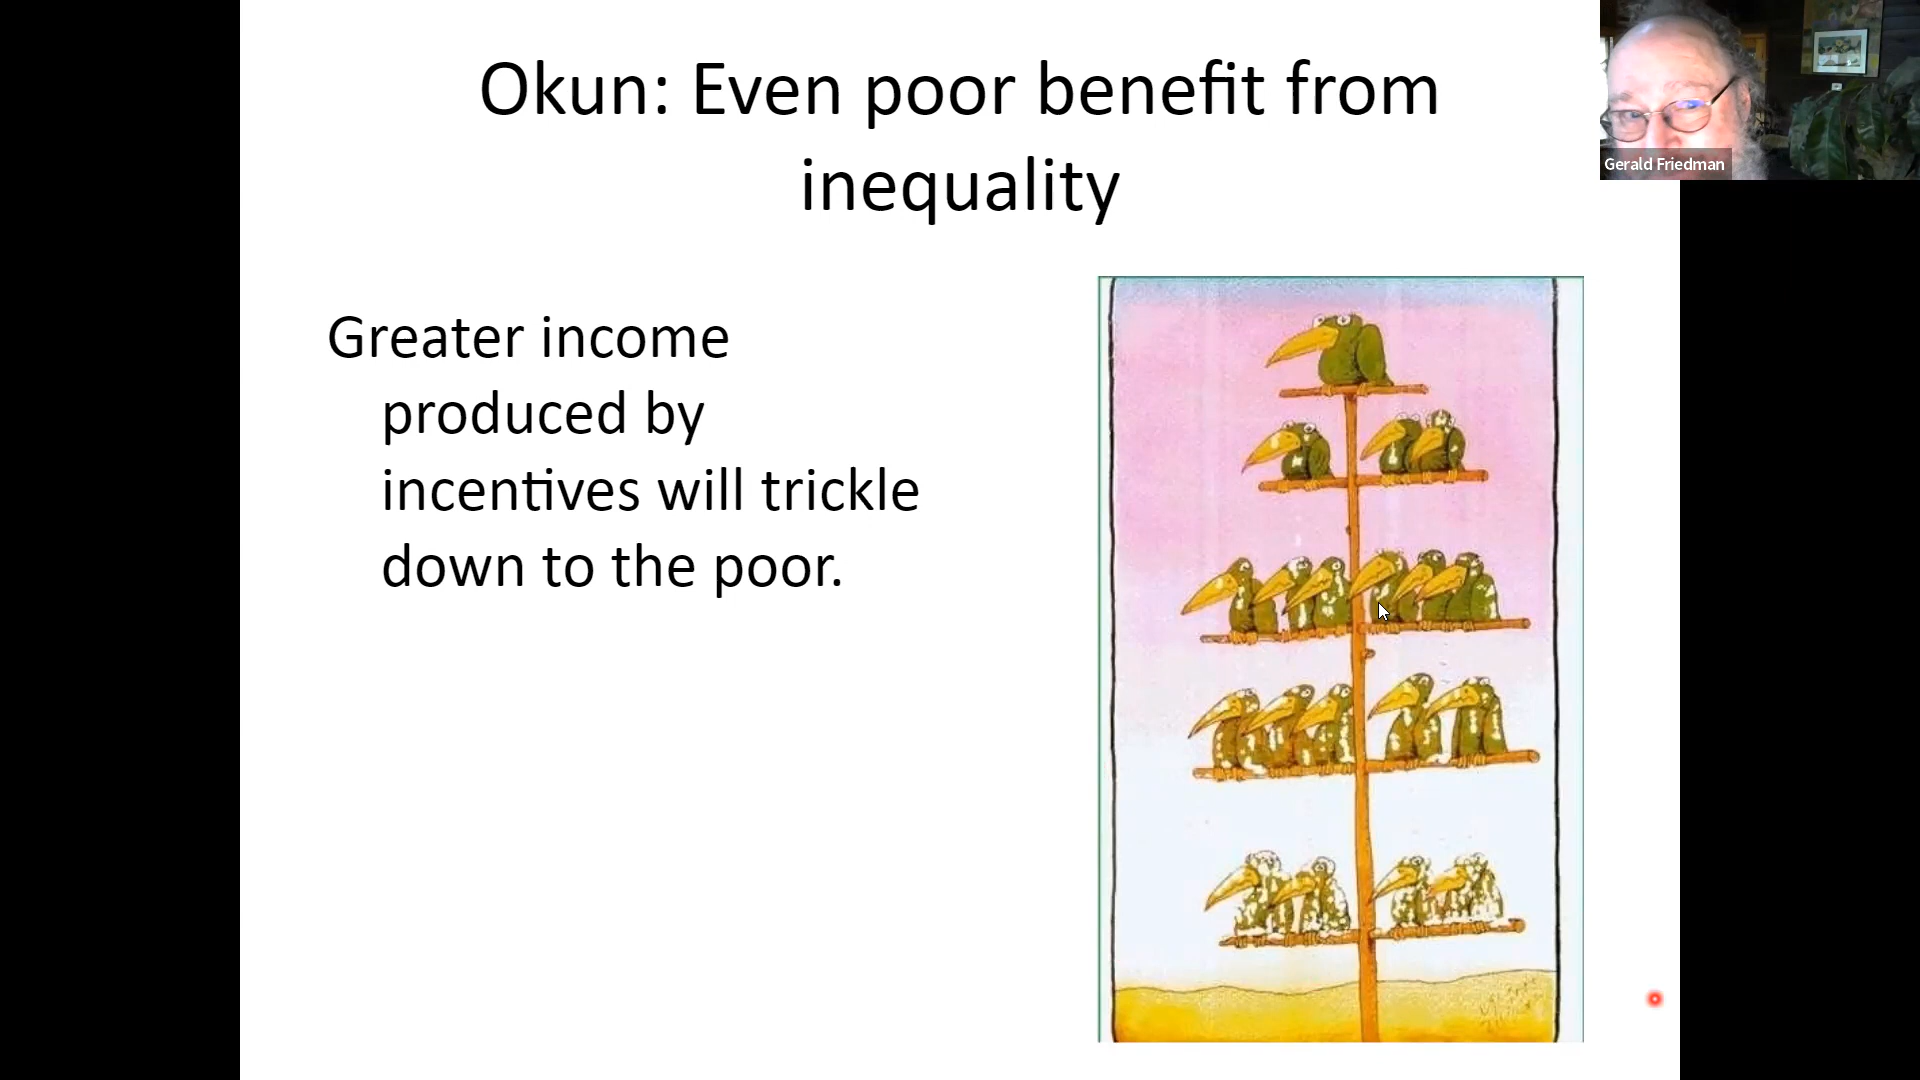 Okun: Even poor benefit from
inequality
Greater income
produced by
incentives will trickle
down to the poor.
Gerald Friedman